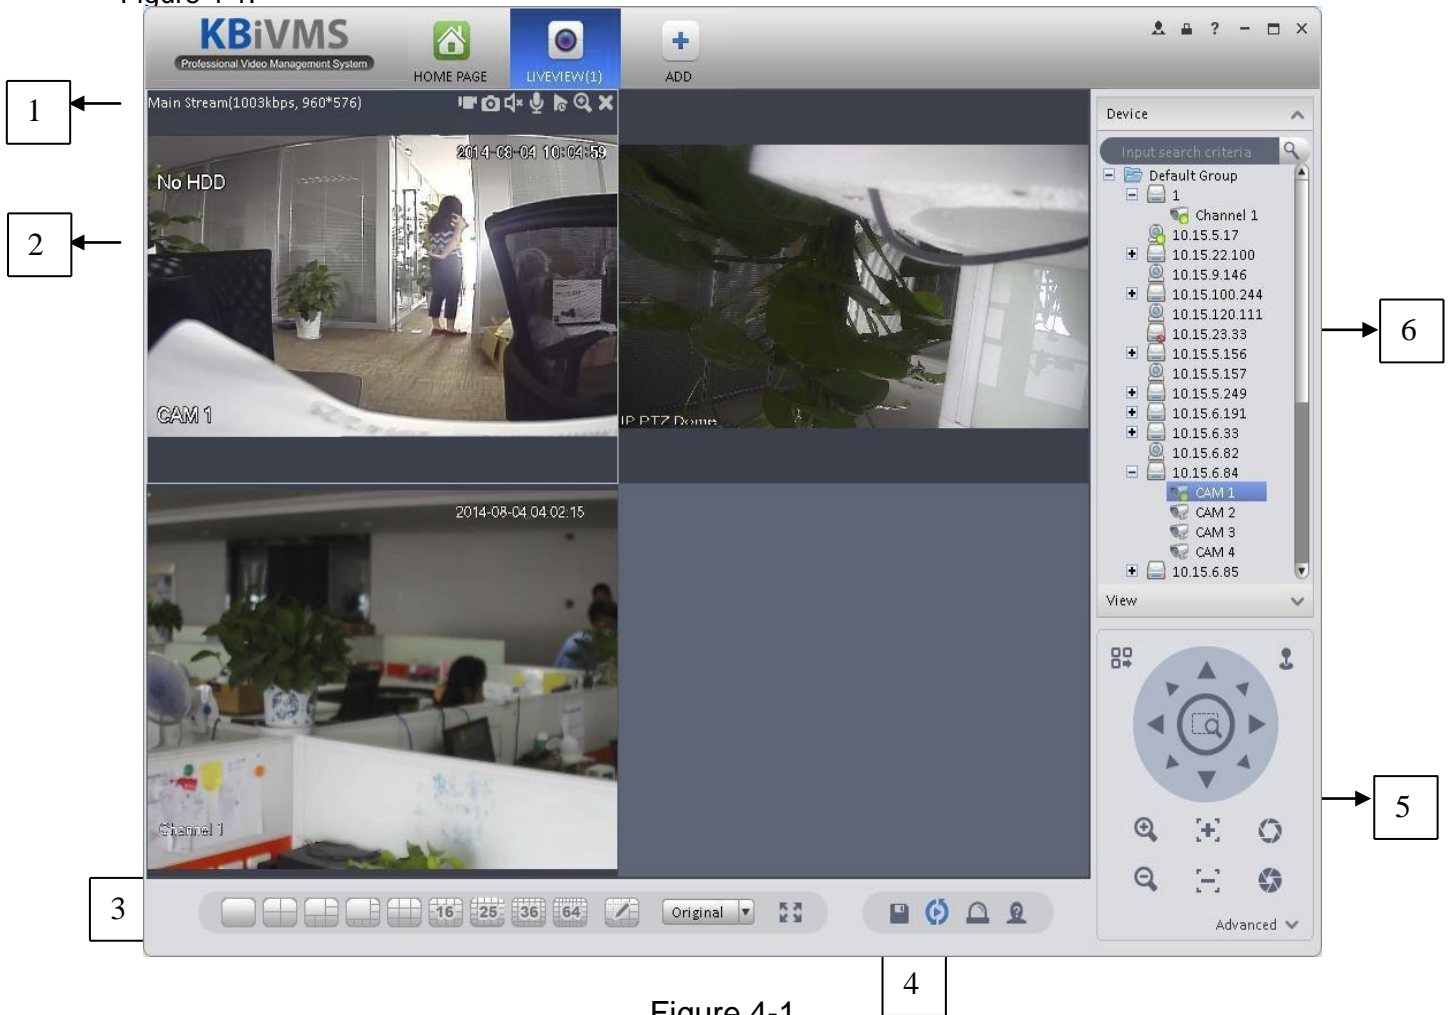 Figure 4-1.
KBiVMS
Professional Video Management System
HOME PAGE
LIVEVIEW(1)
ADD
?
1
Main Stream(1003kbps, 960*576)
2014-08-04 10:04:59
No HDD
CAM 1
2
IP PTZ Dome
2014-08-04 04:02:15
Channel 1
Device
Input search criteria
Default Group
1
Channel 1
10.15.5.17
10.15.22.100
10.15.9.146
10.15.100.244
10.15.120.111
10.15.23.33
10.15.5.156
10.15.5.157
10.15.5.249
10.15.6.191
10.15.6.33
10.15.6.82
10.15.6.84
CAM 1
CAM 2
CAM 3
CAM 4
10.15.6.85
View
6
5
Advanced
3
16 25 36 64
Original
4
Figure 4-1